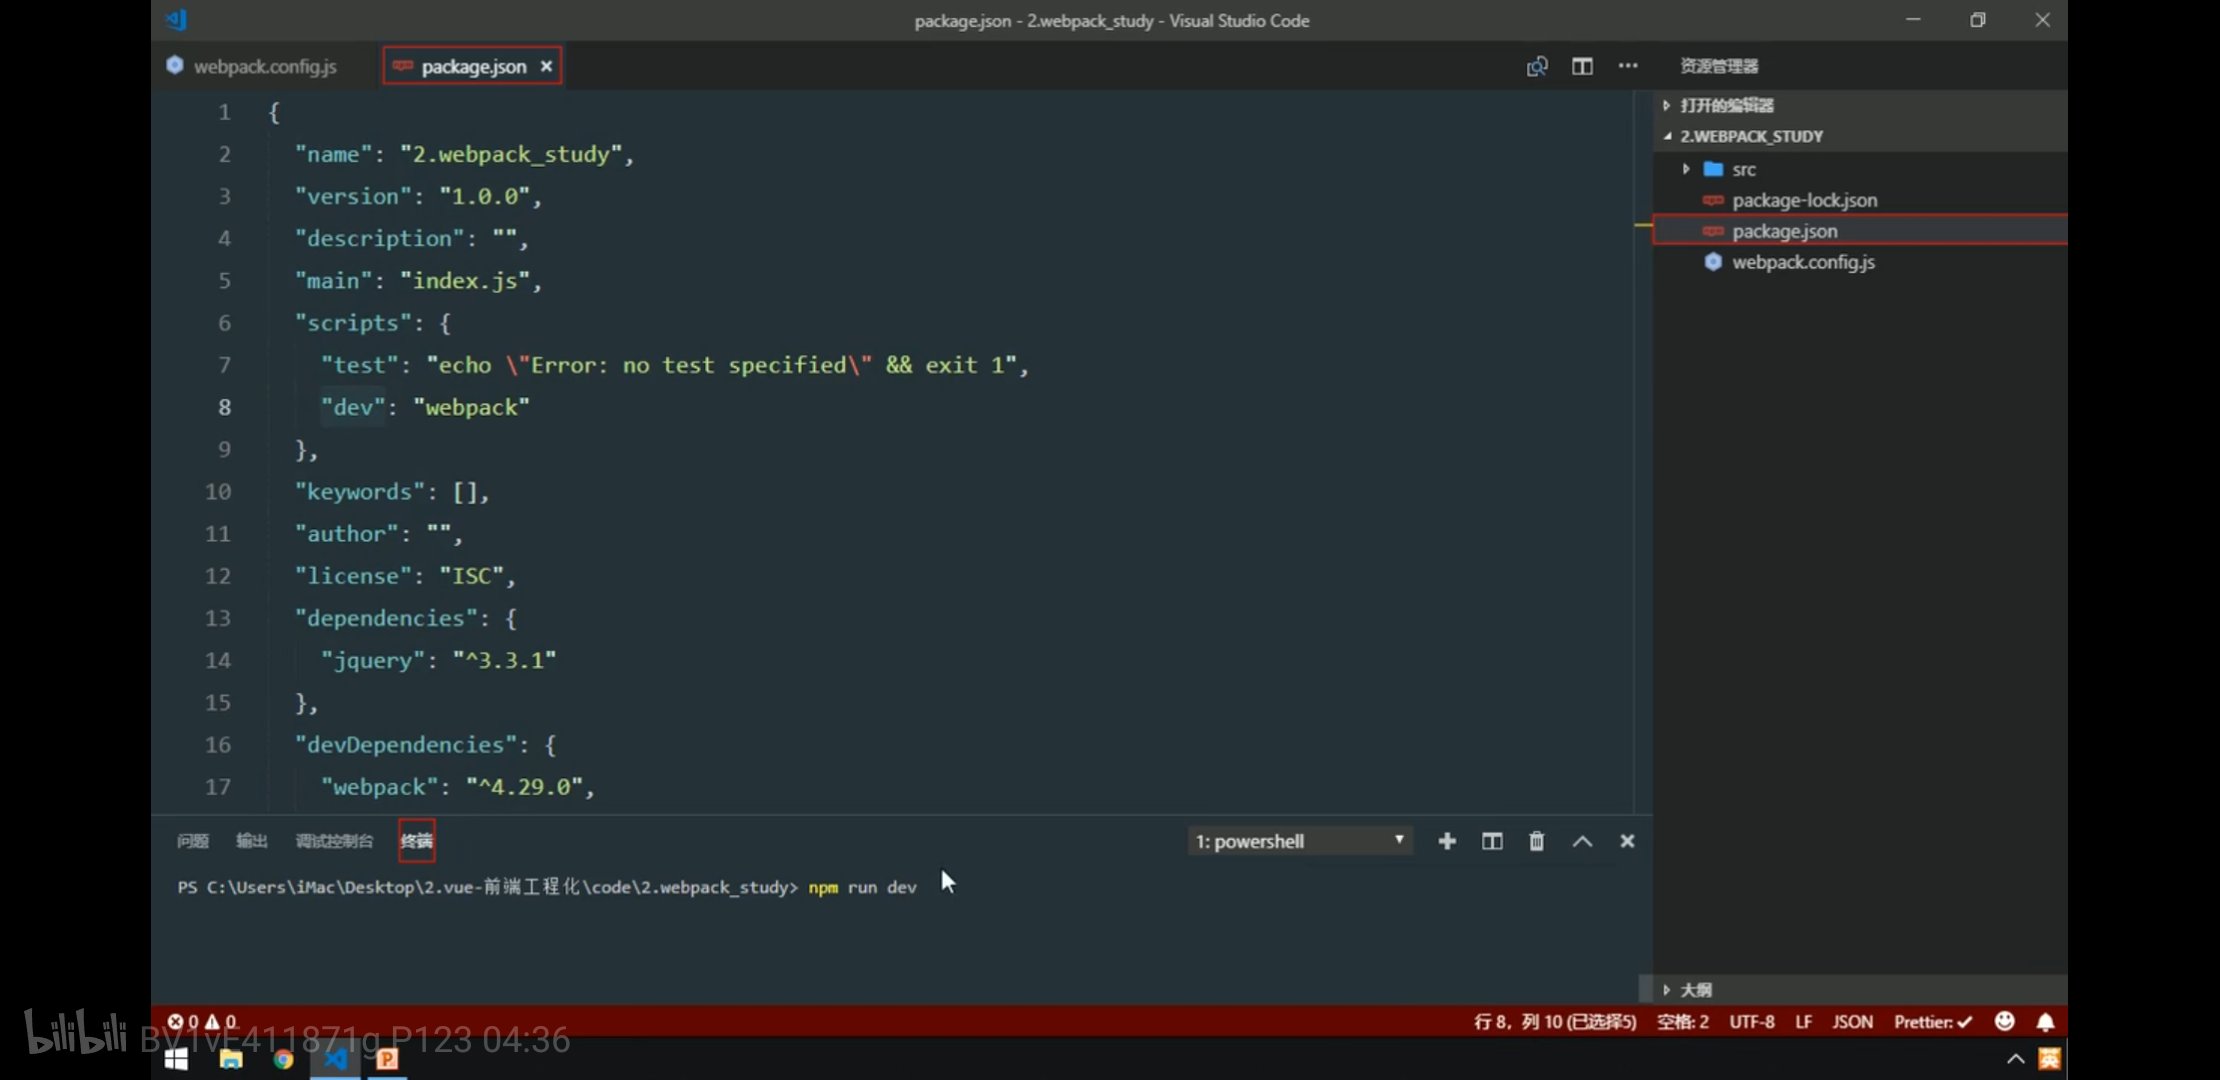 package.json - 2.webpack_study - Visual Studio Code
webpack.config.js
package.json
资源管理器
1 {
2 "name": "2.webpack_study",
3 "version": "1.0.0",
4 "description": "",
5 "main": "index.js",
6 "scripts": {
7 "test": "echo \"Error: no test specified\" && exit 1",
8 "dev": "webpack"
9 },
10 "keywords": [],
11 "author": "",
12 "license": "ISC",
13 "dependencies": {
14 "jquery": "^3.3.1"
15 },
16 "devDependencies": {
17 "webpack": "^4.29.0",
打开的编辑器
2.WEBPACK_STUDY
src
package-lock.json
package.json
webpack.config.js
大纲
问题 输出 调试控制台 终端
1: powershell
PS C:\Users\iMac\Desktop\2.vue-前端工程化\code\2.webpack_study> npm run dev
0 0
行 8，列 10 (已选择5) 空格: 2 UTF-8 LF JSON Prettier: ✓
bilibili BV1vE411871g P123 04:36
英